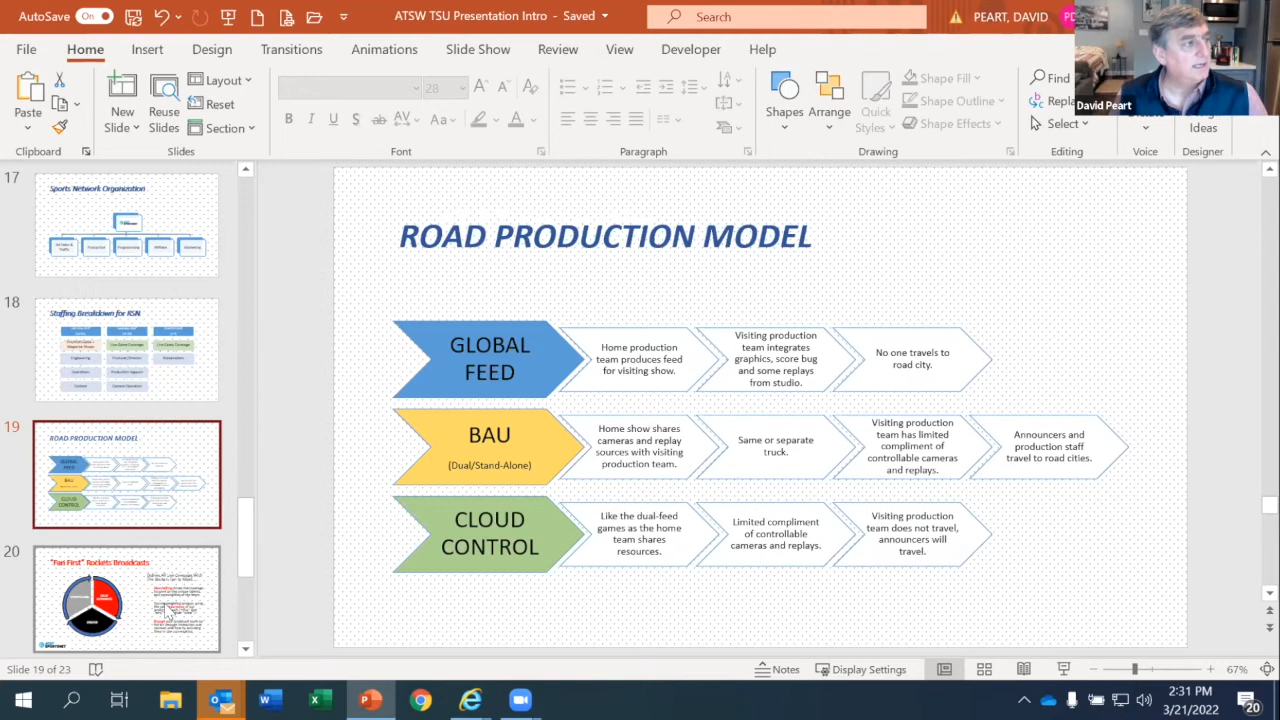 AutoSave On ATSW TSU Presentation Intro - Saved Search PEART, DAVID
File Home Insert Design Transitions Animations Slide Show Review View Developer Help
Paste
New Slide
Reuse Slides
Layout
Reset
Section
Shapes
Arrange
Quick Styles
Shape Fill
Shape Outline
Shape Effects
Find
Select
Ideas
David Peart
Clipboard Slides Font Paragraph Drawing Editing Voice Designer
17
Sports Network Organization
18
Staffing Breakdown for RSN
19
ROAD PRODUCTION MODEL
GLOBAL FEED
BAU
CLOUD CONTROL
20
"Fan First" Rockets Broadcasts
ROAD PRODUCTION MODEL
GLOBAL
FEED
Home production
team produces feed
for visiting show.
Visiting production
team integrates
graphics, score bug
and some replays
from studio.
No one travels to
road city.
BAU
(Dual/Stand-Alone)
Home show shares
cameras and replay
sources with visiting
production team.
Same or separate
truck.
Visiting production
team has limited
compliment of
controllable cameras
and replays.
Announcers and
production staff
travel to road cities.
CLOUD
CONTROL
Like the dual-feed
games as the home
team shares
resources.
Limited compliment
of controllable
cameras and replays.
Visiting production
team does not travel,
announcers will
travel.
Slide 19 of 23 Notes Display Settings 67%
2:31 PM
3/21/2022
20